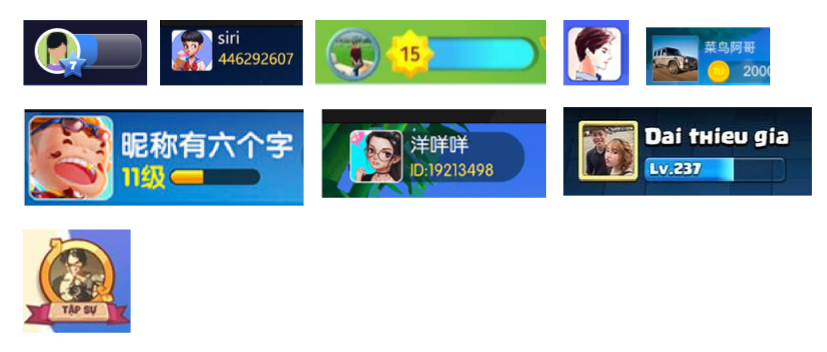 7
siri
446292607
15
菜鸟阿哥
TU
2000
昵称有六个字
11级
洋咩咩
ID:19213498
Dai thieu gia
Lv.237
TẬP SỰ